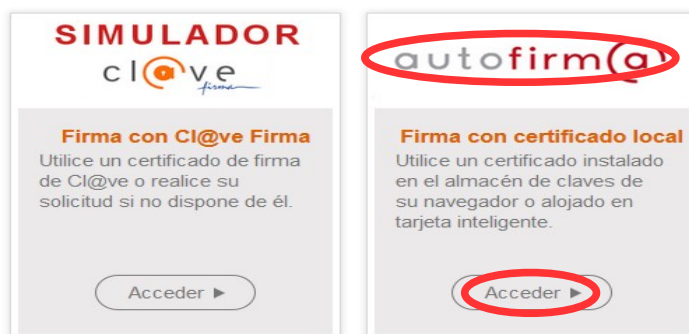 SIMULADOR
cl@ve
firma
Firma con Cl@ve Firma
Utilice un certificado de firma
de Cl@ve o realice su
solicitud si no dispone de él.
Acceder ►
autofirm@
Firma con certificado local
Utilice un certificado instalado
en el almacén de claves de
su navegador o alojado en
tarjeta inteligente.
Acceder ►